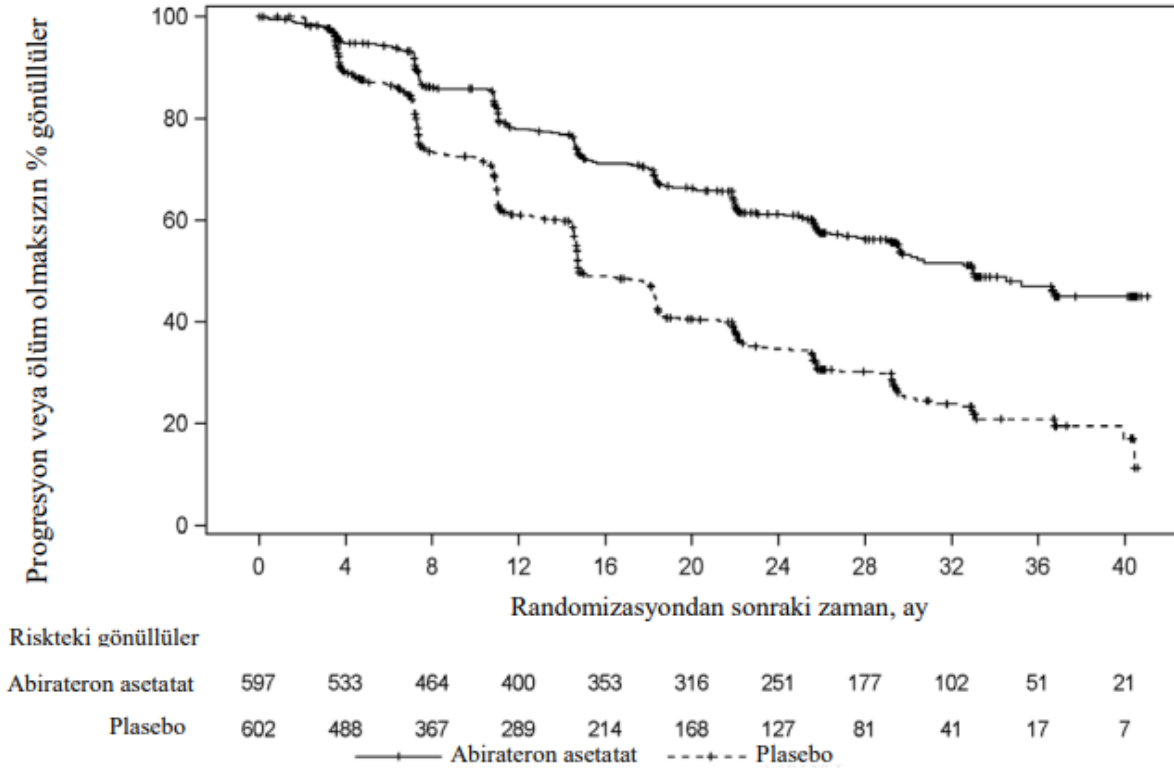 Progresyon veya ölüm olmaksızın % gönüllüler
100
80
60
40
20
0
0 4 8 12 16 20 24 28 32 36 40
Randomizasyondan sonraki zaman, ay
Riskteki gönüllüler
Abirateron asetatat 597 533 464 400 353 316 251 177 102 51 21
Plasebo 602 488 367 289 214 168 127 81 41 17 7
Abirateron asetatat Plasebo